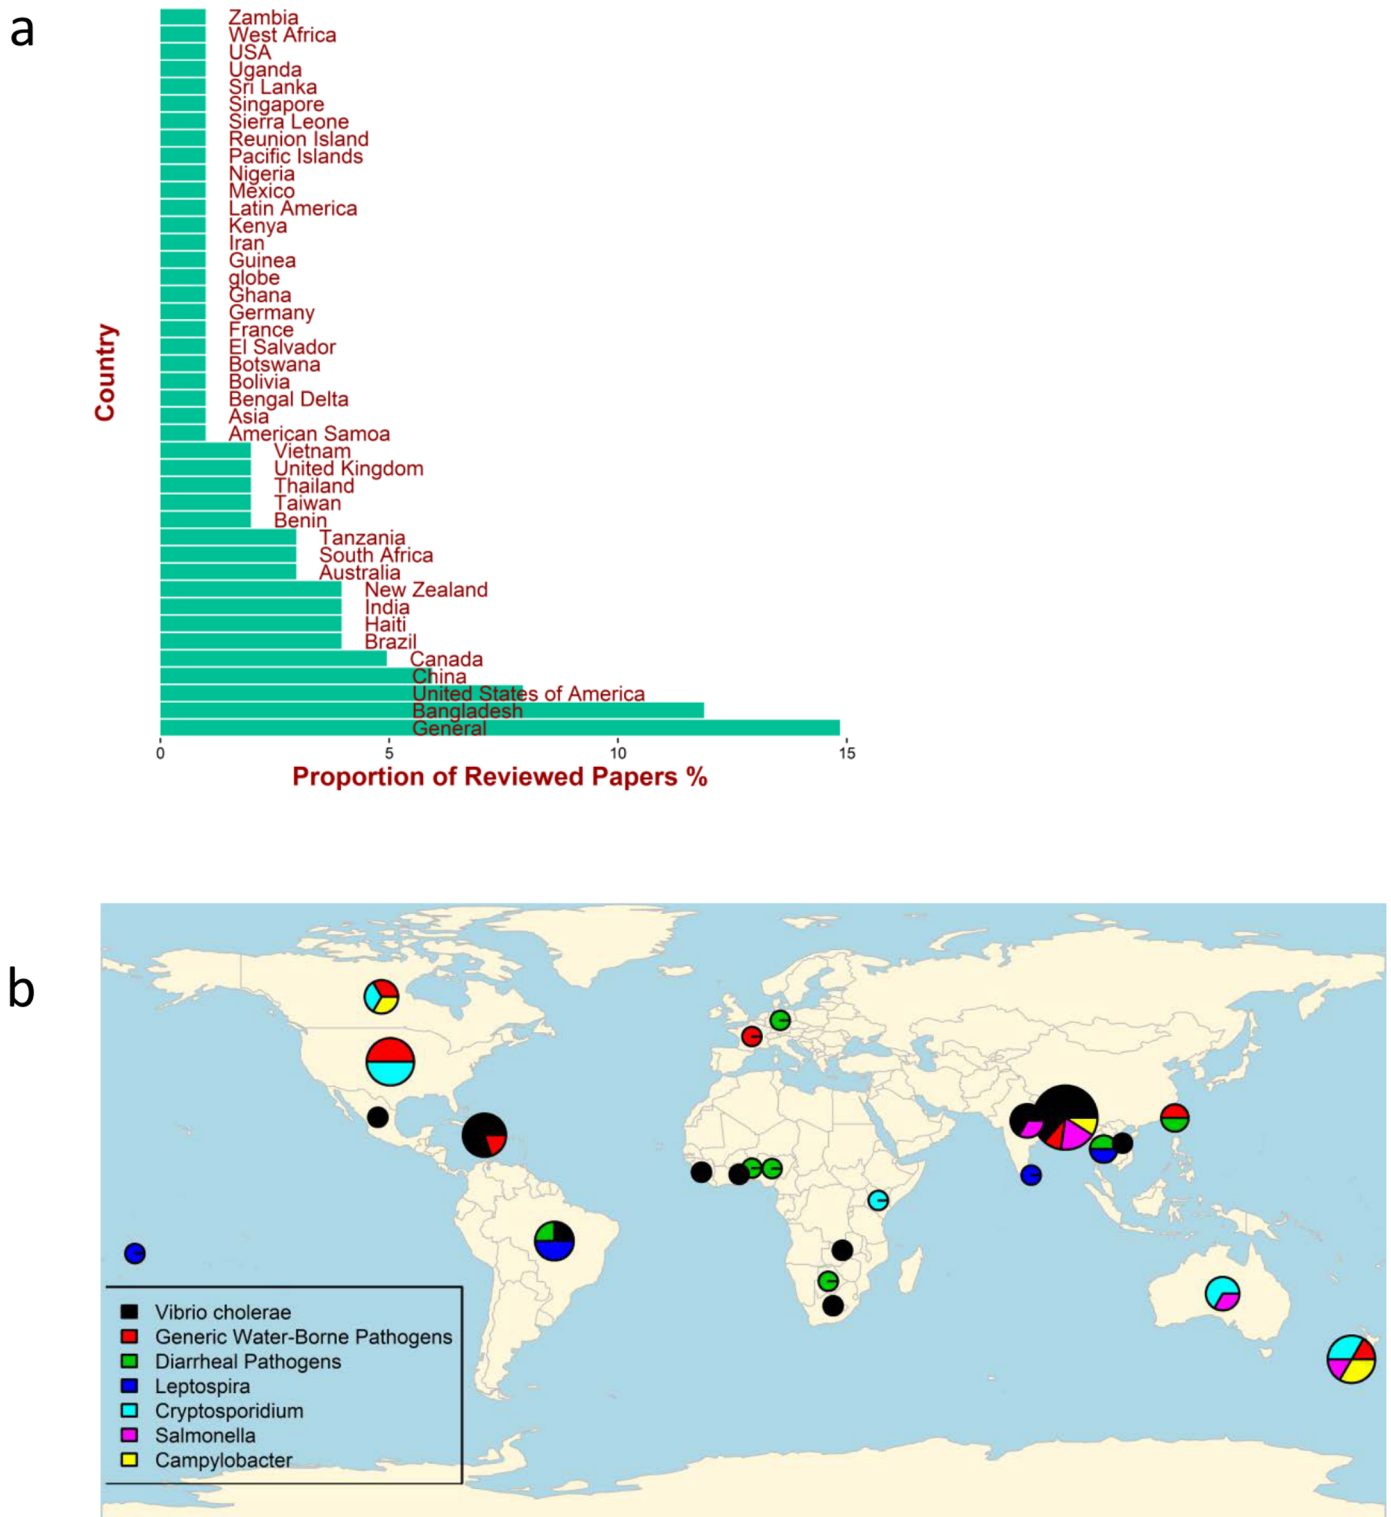 a
Zambia
West Africa
USA
Uganda
Sri Lanka
Singapore
Sierra Leone
Reunion Island
Pacific Islands
Nigeria
Mexico
Latin America
Kenya
Iran
Guinea
globe
Ghana
Germany
France
El Salvador
Botswana
Bolivia
Bengal Delta
Asia
American Samoa
Vietnam
United Kingdom
Thailand
Taiwan
Benin
Tanzania
South Africa
Australia
New Zealand
India
Haiti
Brazil
Canada
China
United States of America
Bangladesh
General
Country
0 5 10 15
Proportion of Reviewed Papers %
b
Vibrio cholerae
Generic Water-Borne Pathogens
Diarrheal Pathogens
Leptospira
Cryptosporidium
Salmonella
Campylobacter